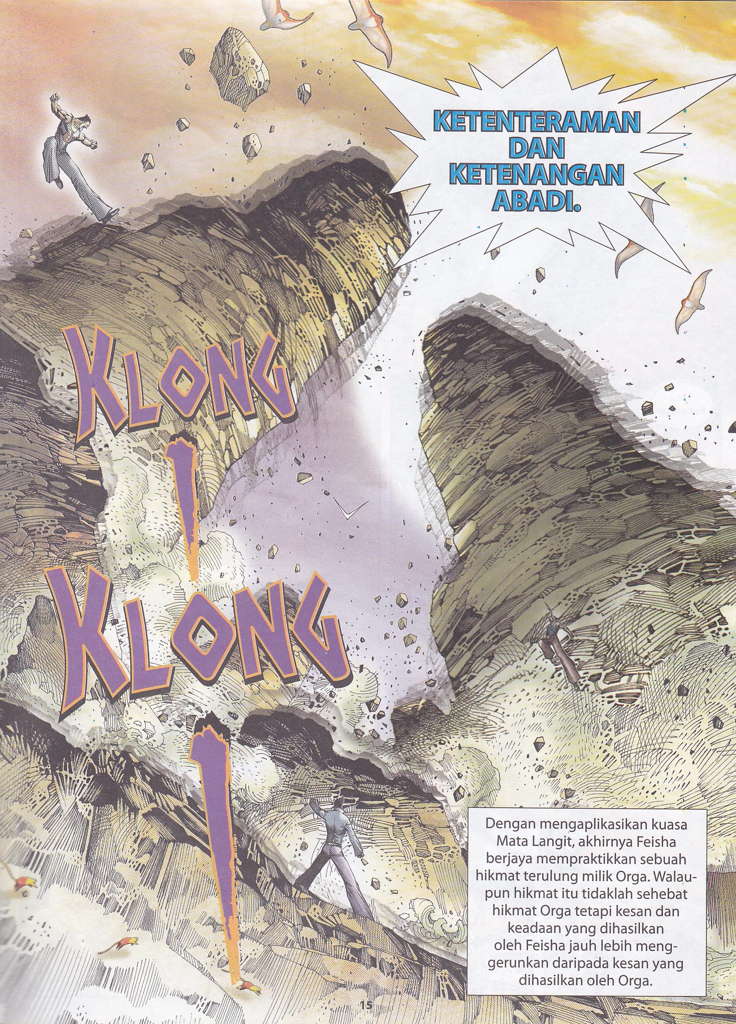 KETENTERAMAN
DAN
KETENANGAN
ABADI.
KLONG
!
KLONG
!
Dengan mengaplikasikan kuasa
Mata Langit, akhirnya Feisha
berjaya mempraktikkan sebuah
hikmat terulung milik Orga. Walau-
pun hikmat itu tidaklah sehebat
hikmat Orga tetapi kesan dan
keadaan yang dihasilkan
oleh Feisha jauh lebih meng-
gerunkan daripada kesan yang
dihasilkan oleh Orga.
15